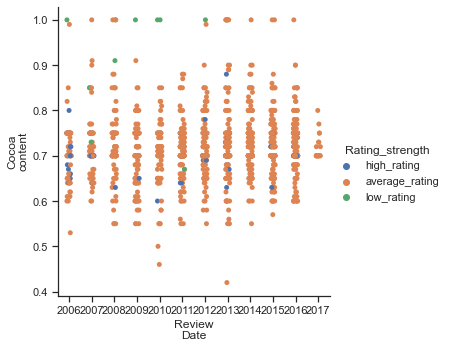 1.0
0.9
0.8
0.7
0.6
0.5
0.4
Cocoa
content
2006 2007 2008 2009 2010 2011 2012 2013 2014 2015 2016 2017
Review
Date
Rating_strength
high_rating
average_rating
low_rating